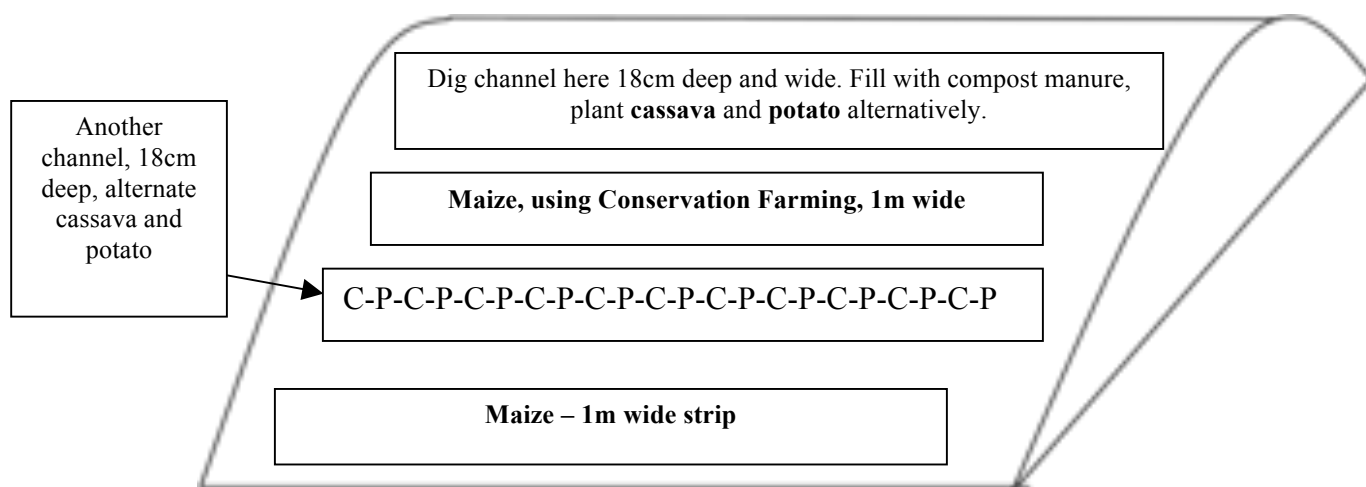 Dig channel here 18cm deep and wide. Fill with compost manure,
plant cassava and potato alternatively.
Another
channel, 18cm
deep, alternate
cassava and
potato
Maize, using Conservation Farming, 1m wide
C-P-C-P-C-P-C-P-C-P-C-P-C-P-C-P-C-P-C-P-C-P
Maize – 1m wide strip